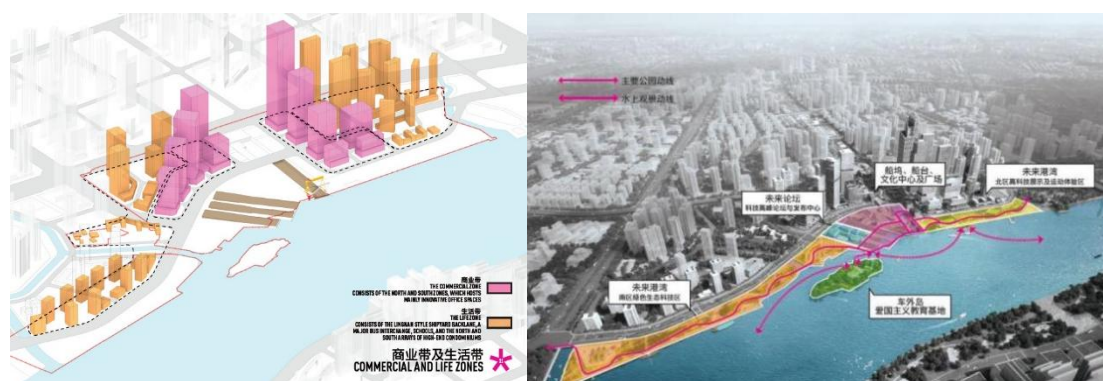 商业带
THE COMMERCIAL ZONE
CONSISTS OF THE NORTH AND SOUTH ZONES, WHICH HOSTS
MAINLY INNOVATIVE OFFICE SPACES
生活带
THE LIFE ZONE
CONSISTS OF THE LINGNAN STYLE SHIPYARD BACKLANE, A
MAJOR BUS INTERCHANGE, SCHOOLS, AND THE NORTH AND
SOUTH ARRAYS OF HIGH-END CONDOMINIUMS
商业带及生活带
COMMERCIAL AND LIFE ZONES
主要公园动线
水上观景动线
船坞、船台、
文化中心及广场
未来港湾
北区高科技展示及运动体验区
未来论坛
科技高峰论坛与发布中心
未来港湾
南区绿色生态科技区
车外岛
爱国主义教育基地